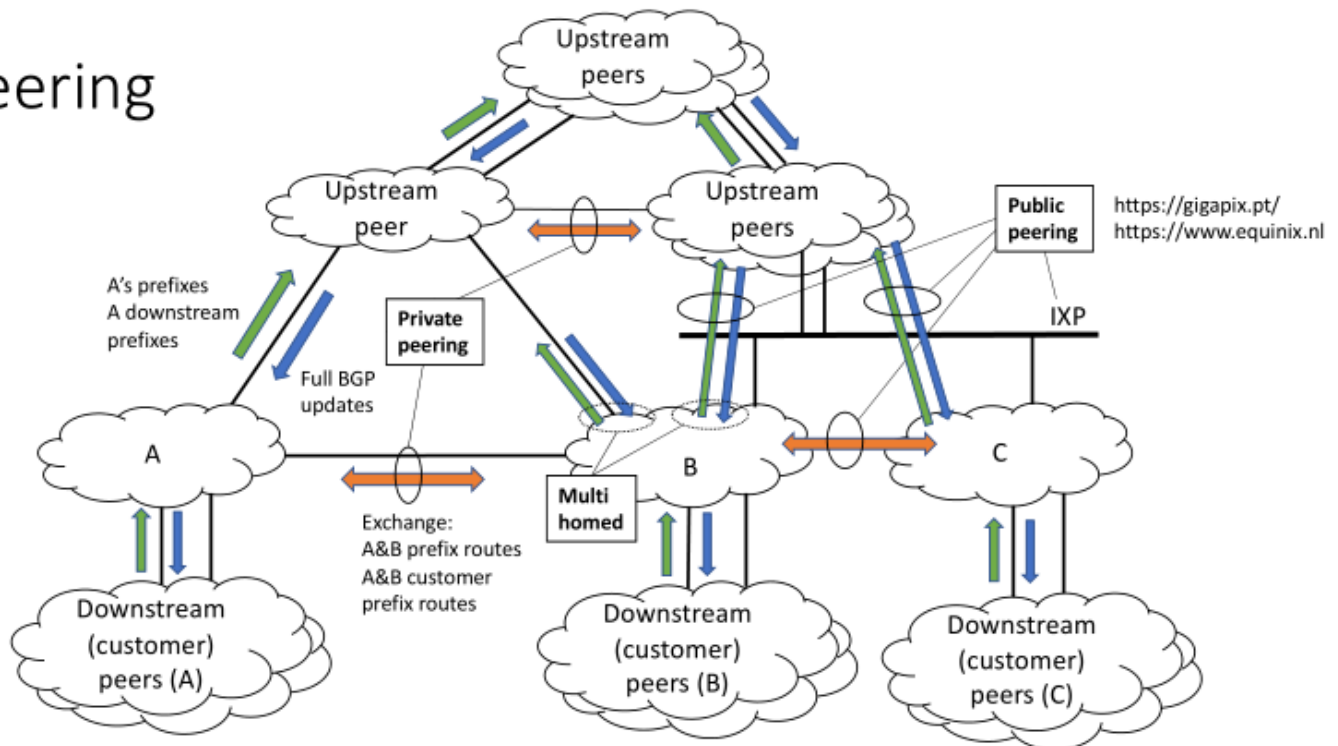 eering
Upstream
peers
Upstream
peer
Upstream
peers
Public
peering
https://gigapix.pt/
https://www.equinix.nl
A's prefixes
A downstream
prefixes
Private
peering
IXP
Full BGP
updates
A
B
C
Multi
homed
Exchange:
A&B prefix routes
A&B customer
prefix routes
Downstream
(customer)
peers (A)
Downstream
(customer)
peers (B)
Downstream
(customer)
peers (C)